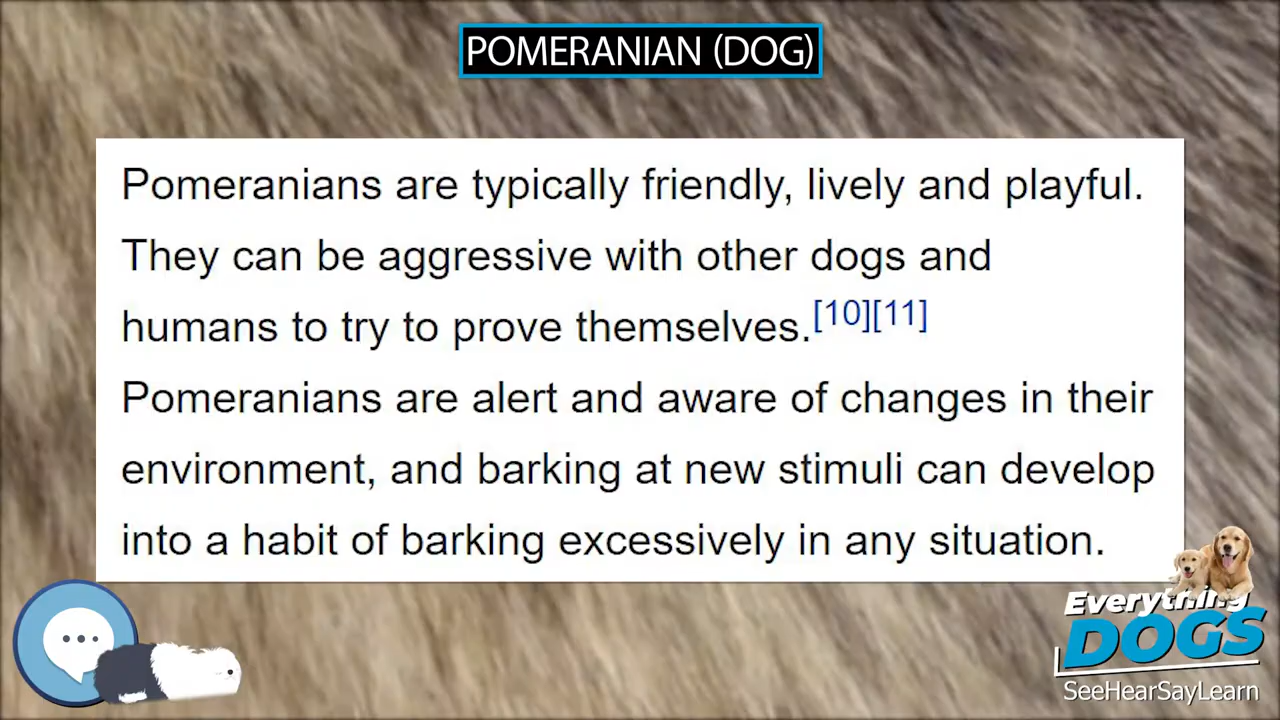 POMERANIAN (DOG)
Pomeranians are typically friendly, lively and playful.
They can be aggressive with other dogs and
humans to try to prove themselves.[10][11]
Pomeranians are alert and aware of changes in their
environment, and barking at new stimuli can develop
into a habit of barking excessively in any situation.
Everything
DOGS
SeeHearSayLearn